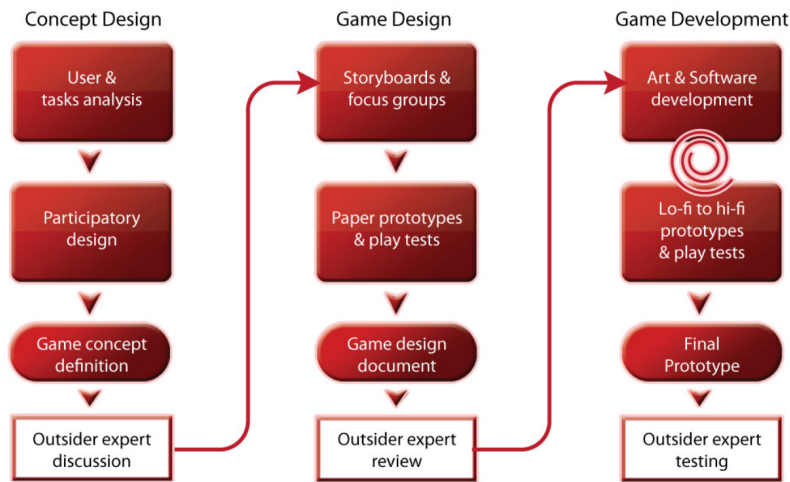 Concept Design
User &
tasks analysis
Participatory
design
Game concept
definition
Outsider expert
discussion
Game Design
Storyboards &
focus groups
Paper prototypes
& play tests
Game design
document
Outsider expert
review
Game Development
Art & Software
development
Lo-fi to hi-fi
prototypes
& play tests
Final
Prototype
Outsider expert
testing